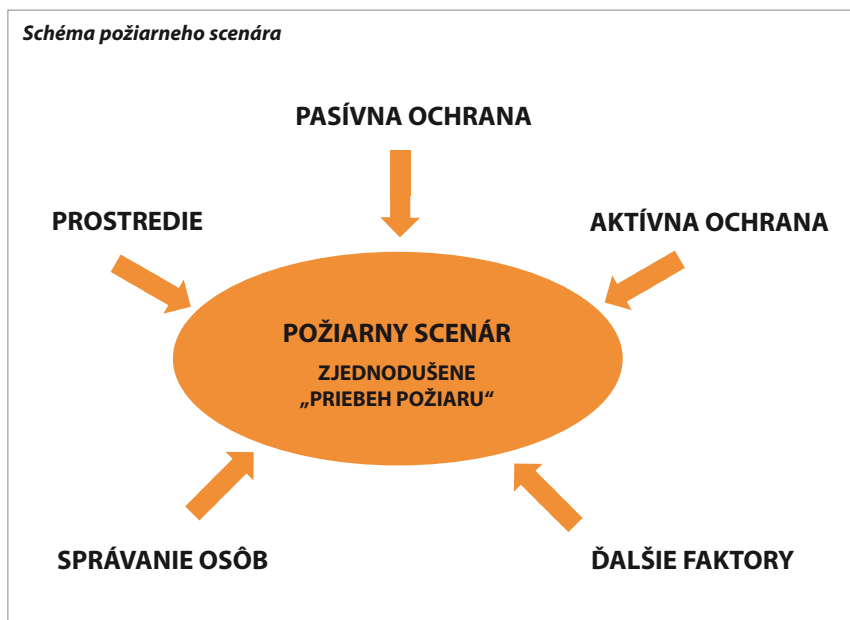 Schéma požiarneho scenára
PASÍVNA OCHRANA
PROSTREDIE
AKTÍVNA OCHRANA
POŽIARNY SCENÁR
ZJEDNODUŠENE
„PRIEBEH POŽIARU“
SPRÁVANIE OSÔB
ĎALŠIE FAKTORY